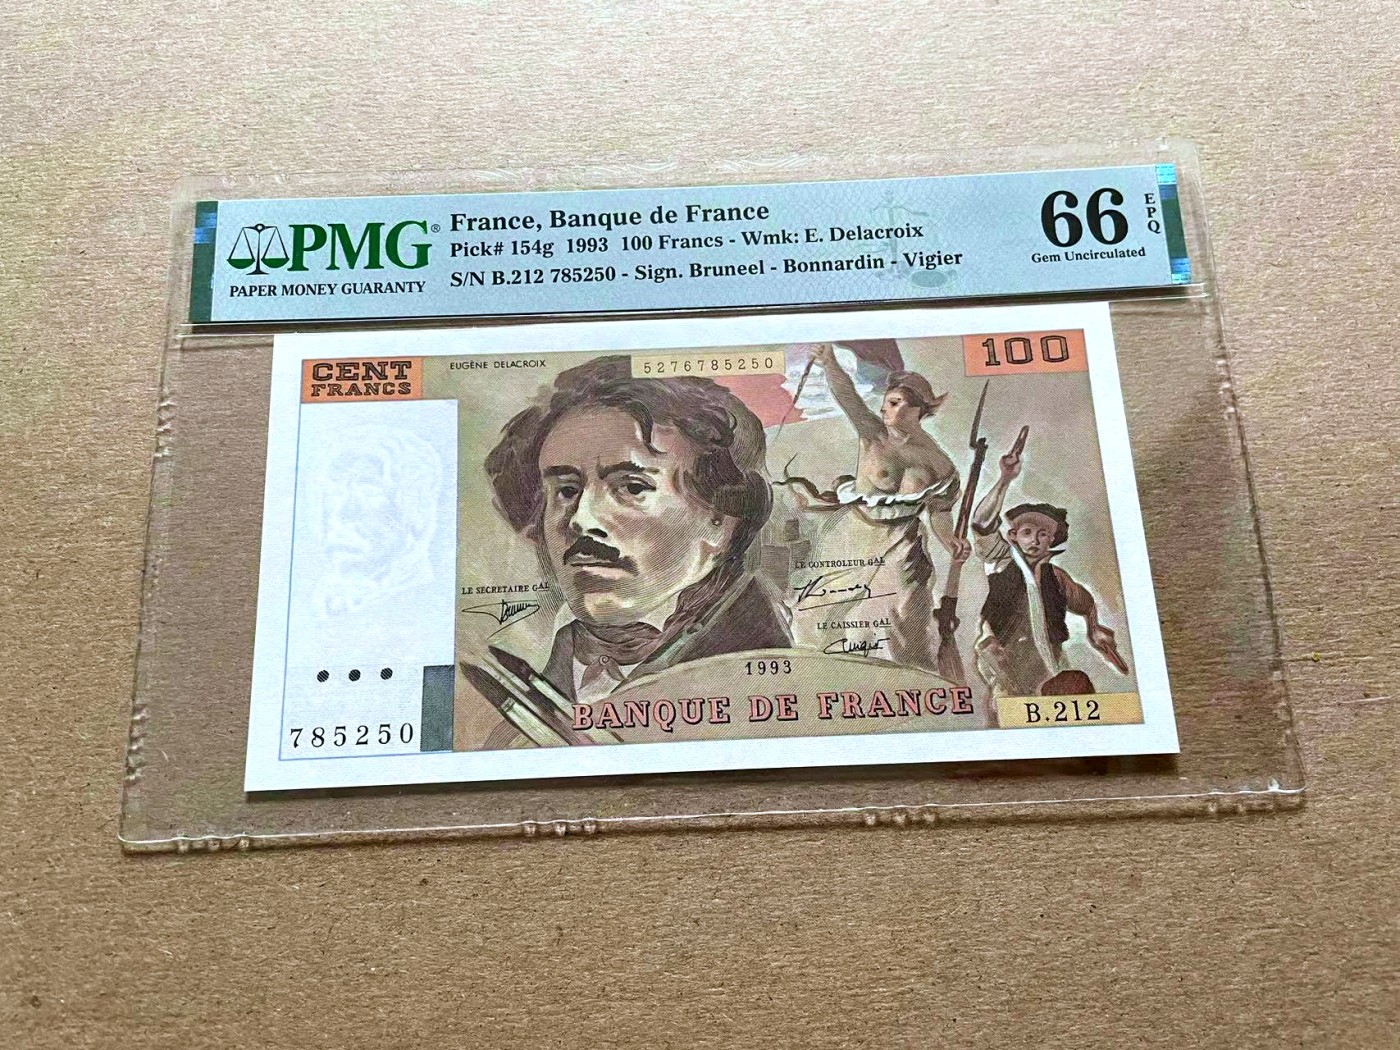 PMG®
PAPER MONEY GUARANTY
France, Banque de France
Pick# 154g 1993 100 Francs - Wmk: E. Delacroix
S/N B.212 785250 - Sign. Bruneel - Bonnardin - Vigier
66
EPQ
Gem Uncirculated
CENT
FRANCS
EUGÈNE DELACROIX
5276785250
100
LE SECRETAIRE GAL
LE CONTROLEUR GAL
LE CAISSIER GAL
1993
BANQUE DE FRANCE
B.212
785250